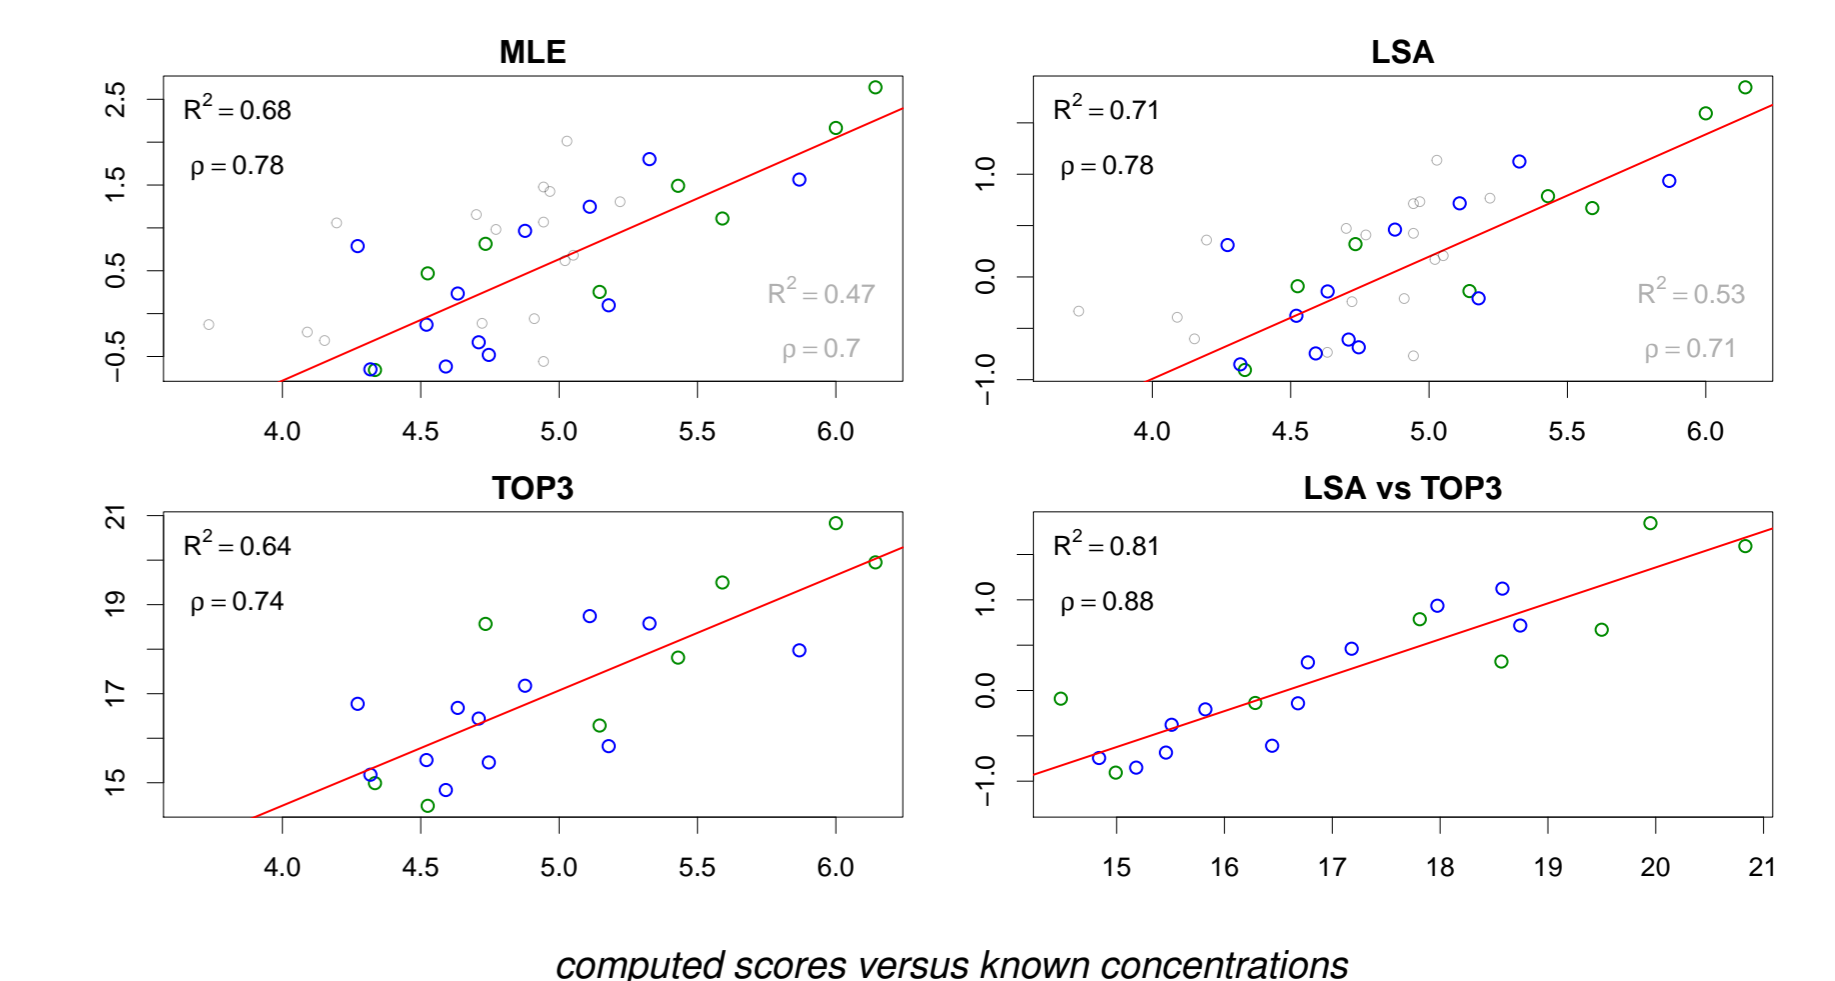 MLE
R² = 0.68
ρ = 0.78
R² = 0.47
ρ = 0.7
2.5
1.5
0.5
−0.5
4.0 4.5 5.0 5.5 6.0
LSA
R² = 0.71
ρ = 0.78
R² = 0.53
ρ = 0.71
1.0
0.0
−1.0
4.0 4.5 5.0 5.5 6.0
TOP3
R² = 0.64
ρ = 0.74
21
19
17
15
4.0 4.5 5.0 5.5 6.0
LSA vs TOP3
R² = 0.81
ρ = 0.88
1.0
0.0
−1.0
15 16 17 18 19 20 21
computed scores versus known concentrations